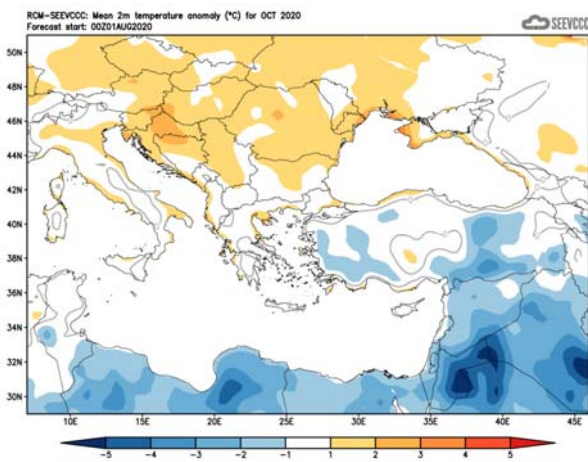 RCM-SEEVCCC: Mean 2m temperature anomaly (°C) for OCT 2020
Forecast start: 00Z01AUG2020
SEEVCCC
50N
48N
46N
44N
42N
40N
38N
36N
34N
32N
30N
10E 15E 20E 25E 30E 35E 40E 45E
-5 -4 -3 -2 -1 1 2 3 4 5